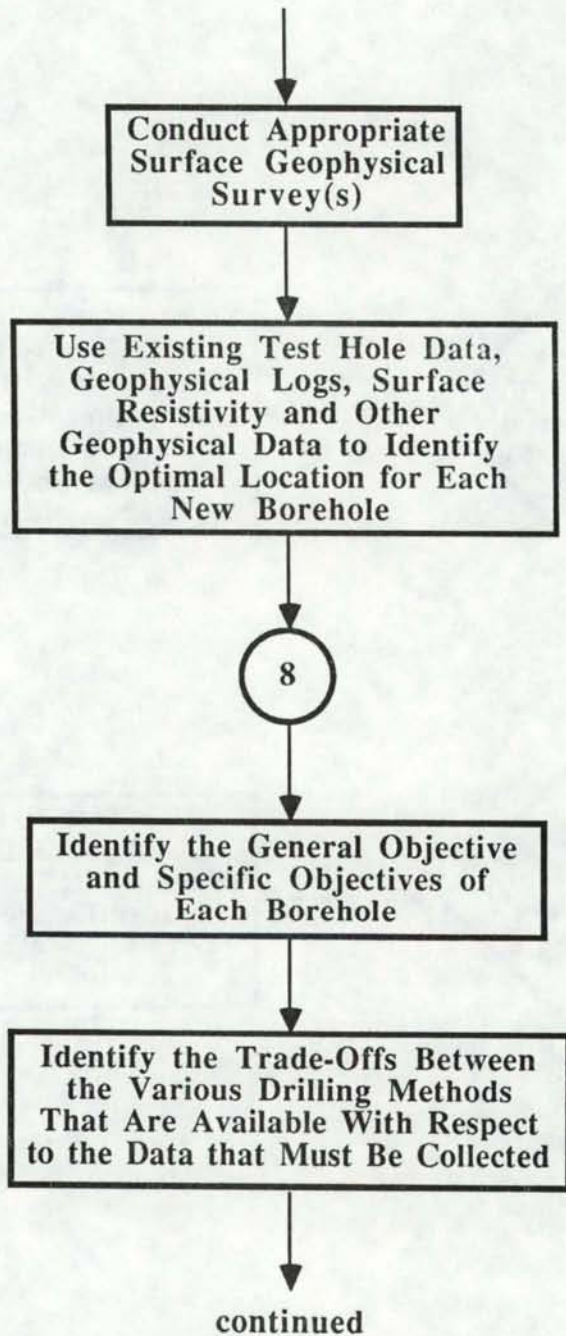 Conduct Appropriate
Surface Geophysical
Survey(s)
Use Existing Test Hole Data,
Geophysical Logs, Surface
Resistivity and Other
Geophysical Data to Identify
the Optimal Location for Each
New Borehole
8
Identify the General Objective
and Specific Objectives of
Each Borehole
Identify the Trade-Offs Between
the Various Drilling Methods
That Are Available With Respect
to the Data that Must Be Collected
continued